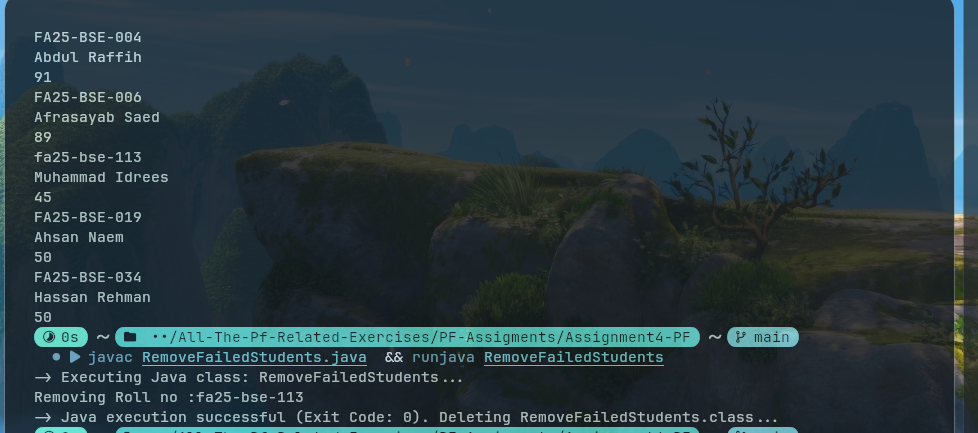 FA25-BSE-004
Abdul Raffih
91
FA25-BSE-006
Afrasayab Saed
89
fa25-bse-113
Muhammad Idrees
45
FA25-BSE-019
Ahsan Naem
50
FA25-BSE-034
Hassan Rehman
50
0s ~ ••/All-The-Pf-Related-Exercises/PF-Assigments/Assignment4-PF ~ main
javac RemoveFailedStudents.java && runjava RemoveFailedStudents
-> Executing Java class: RemoveFailedStudents...
Removing Roll no :fa25-bse-113
-> Java execution successful (Exit Code: 0). Deleting RemoveFailedStudents.class...